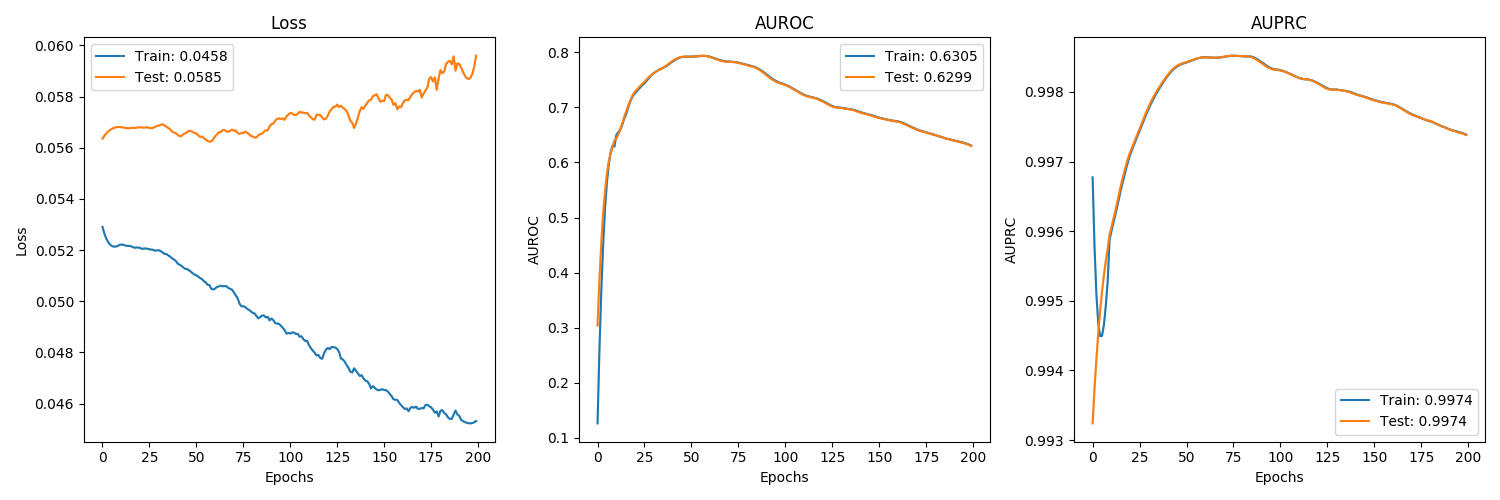 Loss
Train: 0.0458
Test: 0.0585
0.060
0.058
0.056
0.054
0.052
0.050
0.048
0.046
Loss
0 25 50 75 100 125 150 175 200
Epochs
AUROC
Train: 0.6305
Test: 0.6299
0.8
0.7
0.6
0.5
0.4
0.3
0.2
0.1
AUROC
0 25 50 75 100 125 150 175 200
Epochs
AUPRC
0.998
0.997
0.996
0.995
0.994
0.993
AUPRC
Train: 0.9974
Test: 0.9974
0 25 50 75 100 125 150 175 200
Epochs